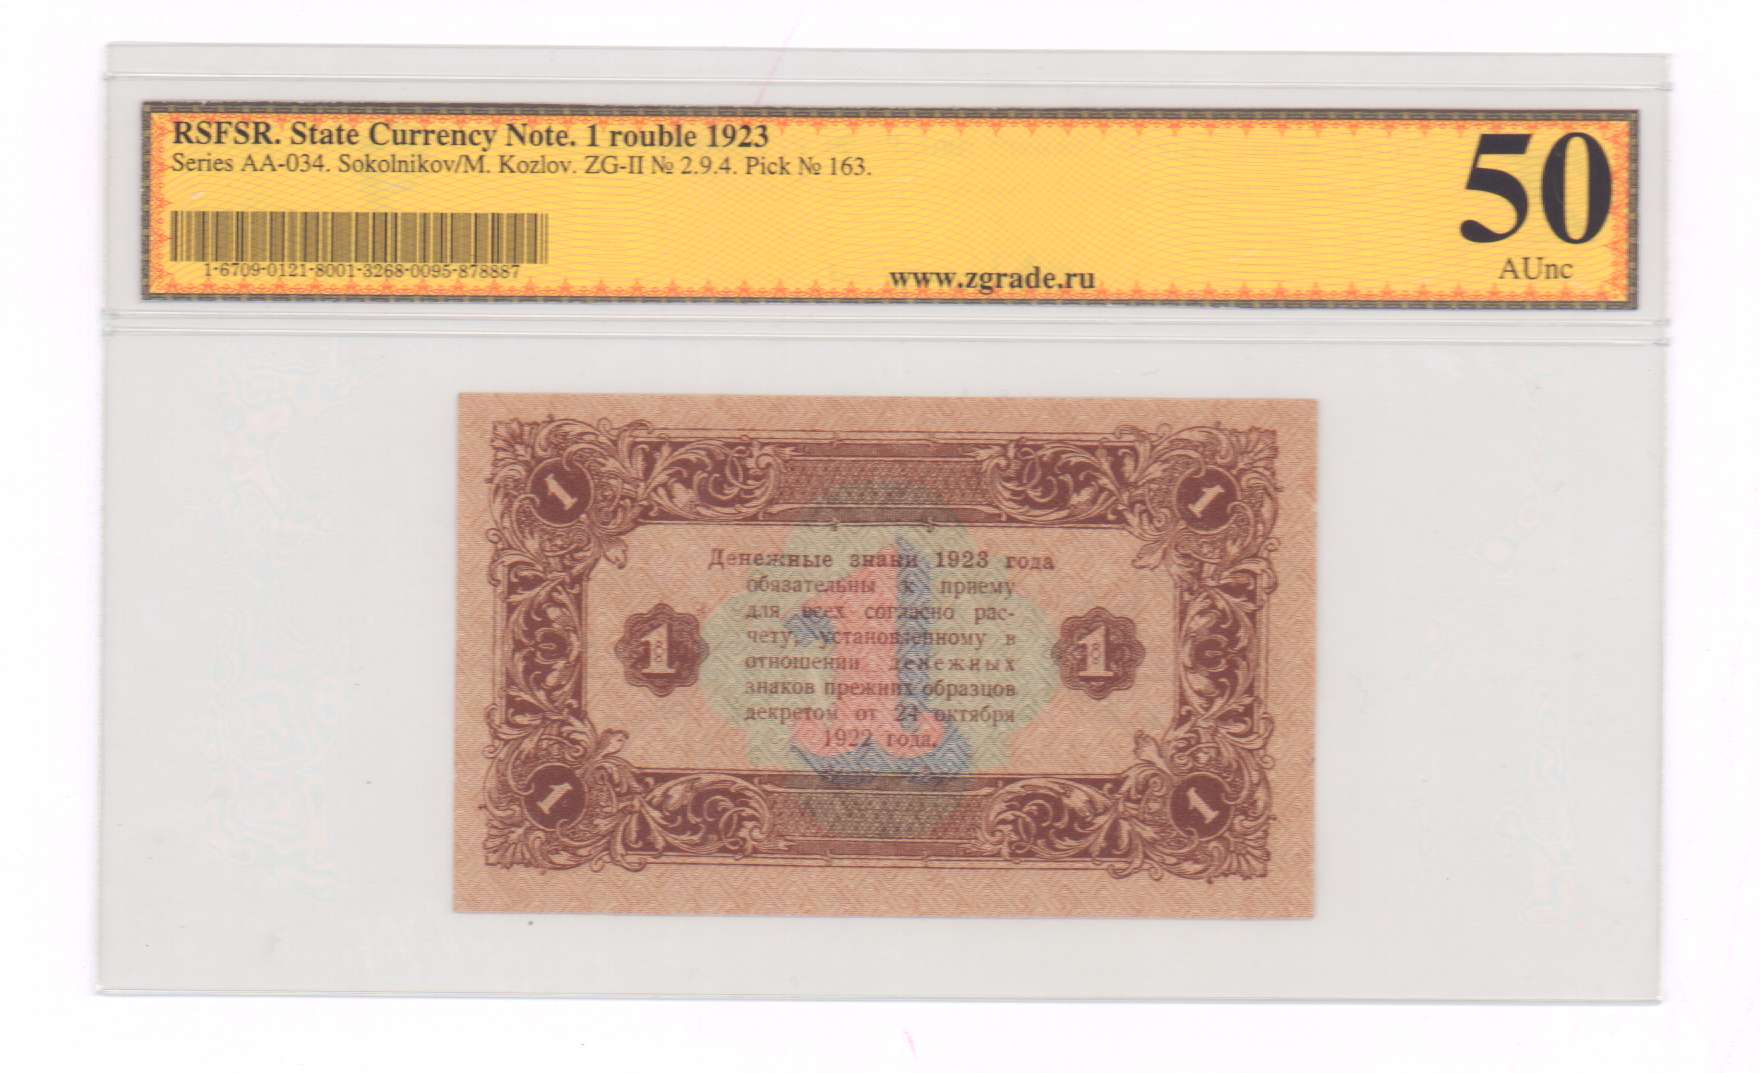 RSFSR. State Currency Note. 1 rouble 1923
Series AA-034. Sokolnikov/M. Kozlov. ZG-II № 2.9.4. Pick № 163.
50
AUnc
1-6709-0121-8001-3268-0095-878887
www.zgrade.ru
1 1
Денежные знаки 1923 года
обязательны к приему
для всех согласно рас-
чету, установленному в
1 1
отношении денежных
знаков прежних образцов
декретом от 24 октября
1922 года.
1 1